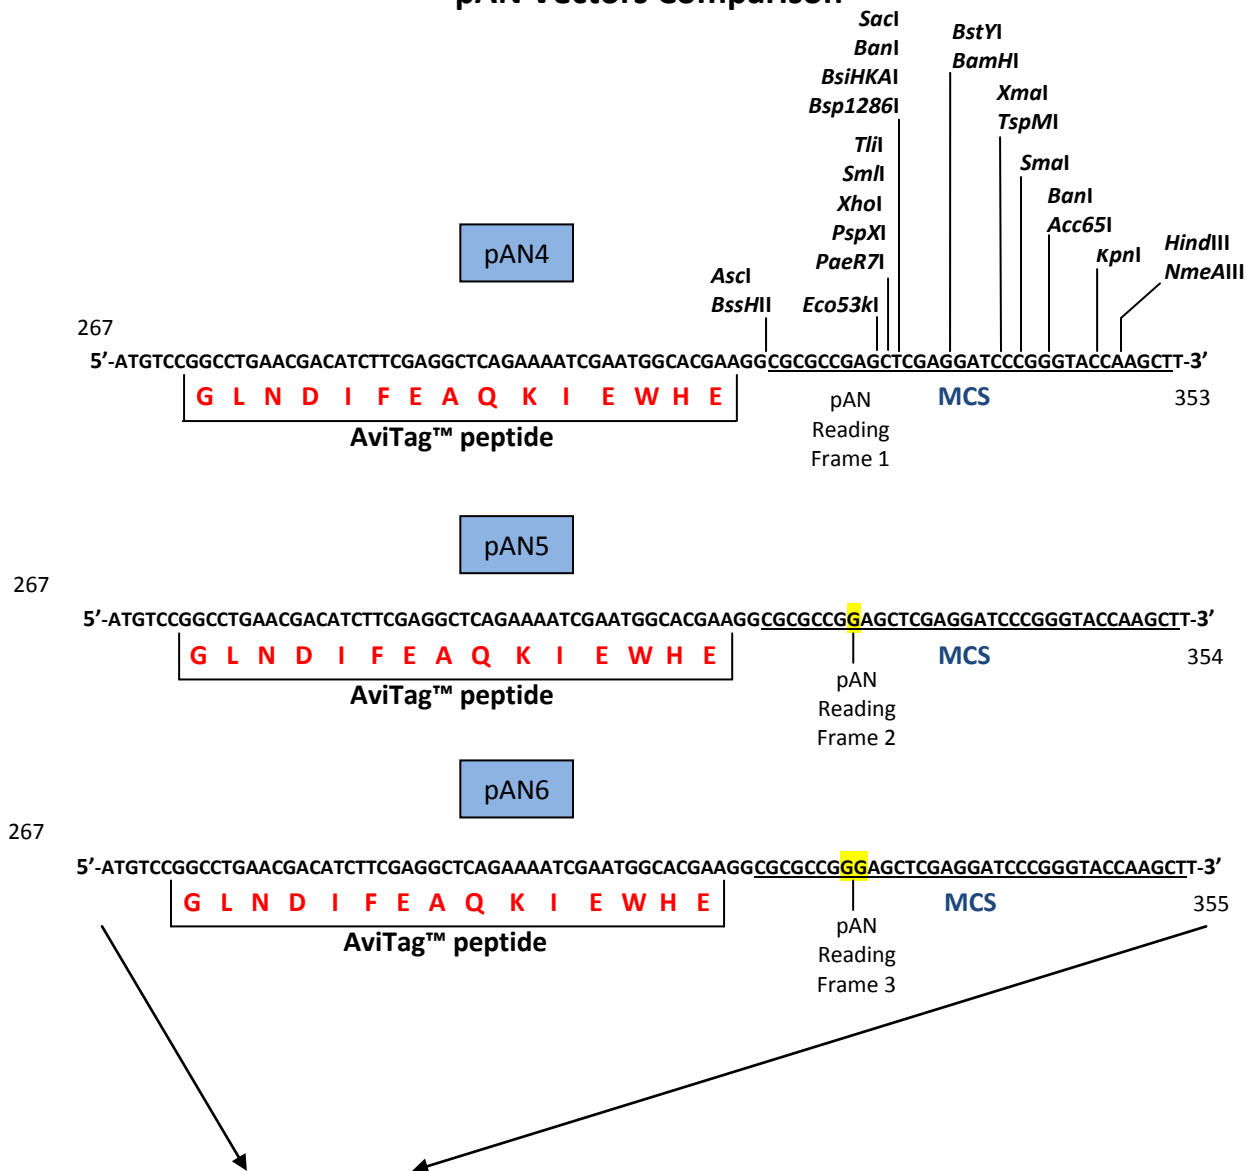 pAN Vectors Comparison
SacI
BanI
BsiHKAI
Bsp1286I
BstYI
BamHI
XmaI
TspMI
TliI
SmlI
XhoI
PspXI
PaeR7I
SmaI
BanI
Acc65I
KpnI
HindIII
NmeAIII
pAN4
AscI
BssHII
Eco53kI
267
5’-ATGTCCGGCCTGAACGACATCTTCGAGGCTCAGAAAATCGAATGGCACGAAGGCGCGCCGAGCTCGAGGATCCCGGGTACCAAGCTT-3’
G L N D I F E A Q K I E W H E
AviTag™ peptide
pAN
Reading
Frame 1
MCS
353
pAN5
267
5’-ATGTCCGGCCTGAACGACATCTTCGAGGCTCAGAAAATCGAATGGCACGAAGGCGCGCCGGAGCTCGAGGATCCCGGGTACCAAGCTT-3’
G L N D I F E A Q K I E W H E
AviTag™ peptide
pAN
Reading
Frame 2
MCS
354
pAN6
267
5’-ATGTCCGGCCTGAACGACATCTTCGAGGCTCAGAAAATCGAATGGCACGAAGGCGCGCCGGGAGCTCGAGGATCCCGGGTACCAAGCTT-3’
G L N D I F E A Q K I E W H E
AviTag™ peptide
pAN
Reading
Frame 3
MCS
355